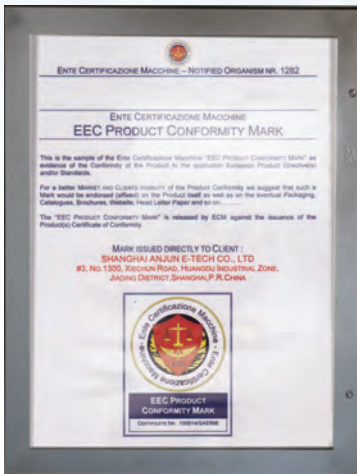 ENTE CERTIFICAZIONE MACCHINE – NOTIFIED ORGANISM NR. 1282
ENTE CERTIFICAZIONE MACCHINE
EEC PRODUCT CONFORMITY MARK
This is the sample of the Ente Certificazione Macchine "EEC PRODUCT CONFORMITY MARK" as
evidence of the Conformity of the Product to the application European Product Directive(s)
and/or Standards.
For a better MARKET AND CLIENTS VISIBILITY of the Product Conformity we suggest that such a
Mark would be endorsed (affixed) on the Product itself as well as on the eventual Packaging,
Catalogues, Brochures, Website, Head Letter Paper and so on
The "EEC PRODUCT CONFORMITY MARK" is released by ECM against the issuance of the
Product(s) Certificate of Conformity.
MARK ISSUED DIRECTLY TO CLIENT :
SHANGHAI ANJUN E-TECH CO., LTD
#3, NO.1300, XIECHUN ROAD, HUANGDU INDUSTRIAL ZONE,
JIADING DISTRICT,SHANGHAI,P.R.CHINA
Ente Certificazione Macchine - Ente Certificazione Macchine -
EEC PRODUCT
CONFORMITY MARK
CERTIFICATE NR.